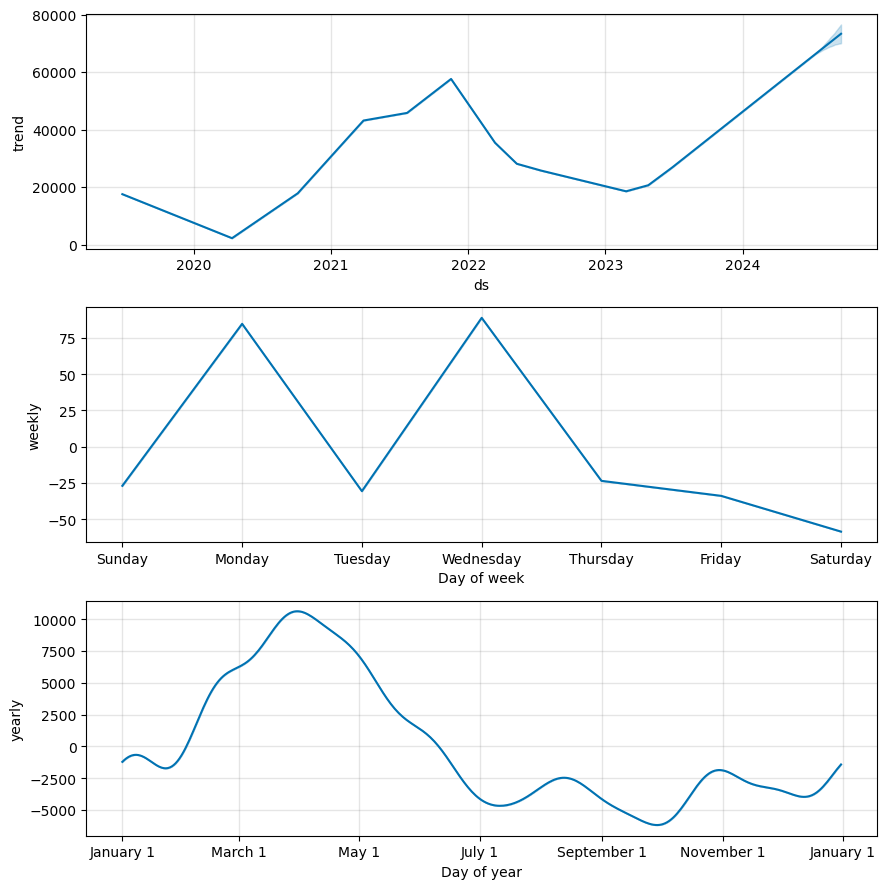 80000
60000
40000
20000
0
trend
2020 2021 2022 2023 2024
ds
75
50
25
0
−25
−50
weekly
Sunday Monday Tuesday Wednesday Thursday Friday Saturday
Day of week
10000
7500
5000
2500
0
−2500
−5000
yearly
January 1 March 1 May 1 July 1 September 1 November 1 January 1
Day of year